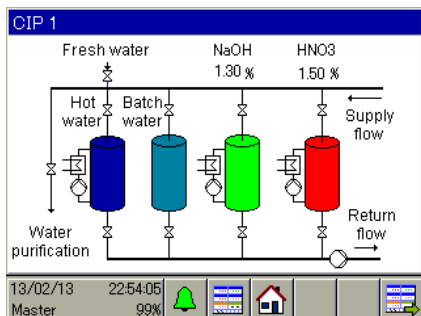 CIP 1
Fresh water
NaOH
HNO3
1.30 %
1.50 %
Hot water
Batch water
Supply flow
Water purification
Return flow
13/02/13 22:54:05
Master 99%